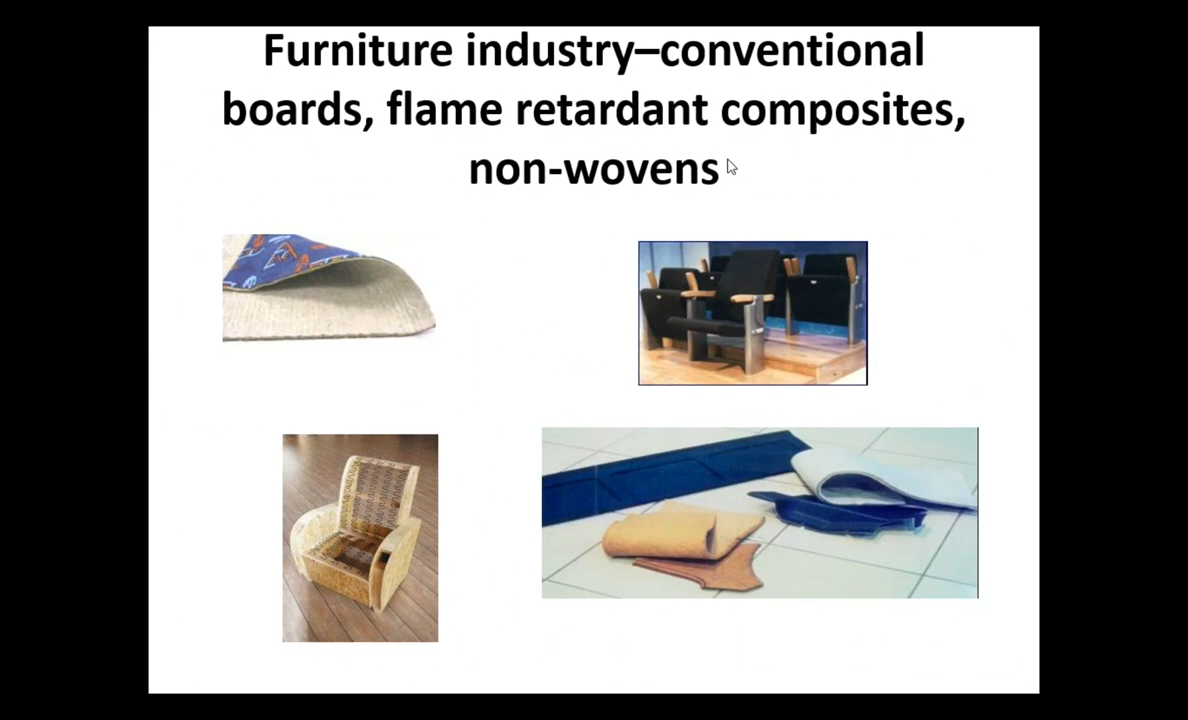 Furniture industry–conventional
boards, flame retardant composites,
non-wovens